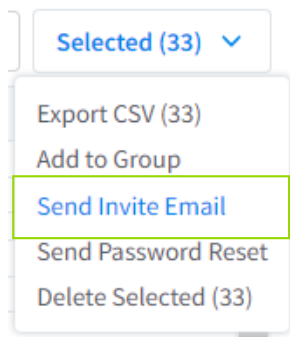 Selected (33)
Export CSV (33)
Add to Group
Send Invite Email
Send Password Reset
Delete Selected (33)